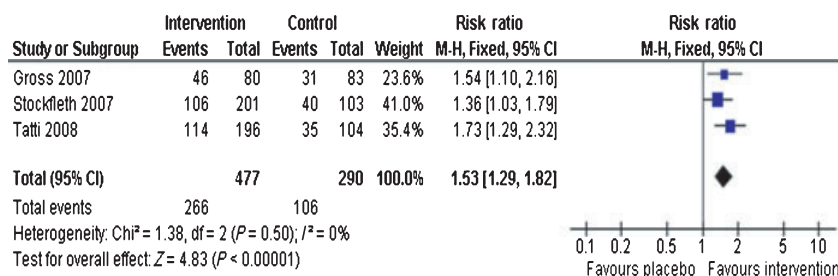 Intervention Control Risk ratio Risk ratio
Study or Subgroup Events Total Events Total Weight M-H, Fixed, 95% CI M-H, Fixed, 95% CI
Gross 2007 46 80 31 83 23.6% 1.54 [1.10, 2.16]
Stockfleth 2007 106 201 40 103 41.0% 1.36 [1.03, 1.79]
Tatti 2008 114 196 35 104 35.4% 1.73 [1.29, 2.32]
Total (95% CI) 477 290 100.0% 1.53 [1.29, 1.82]
Total events 266 106
Heterogeneity: Chi² = 1.38, df = 2 (P = 0.50); I² = 0%
Test for overall effect: Z = 4.83 (P < 0.00001)
0.1 0.2 0.5 1 2 5 10
Favours placebo Favours intervention